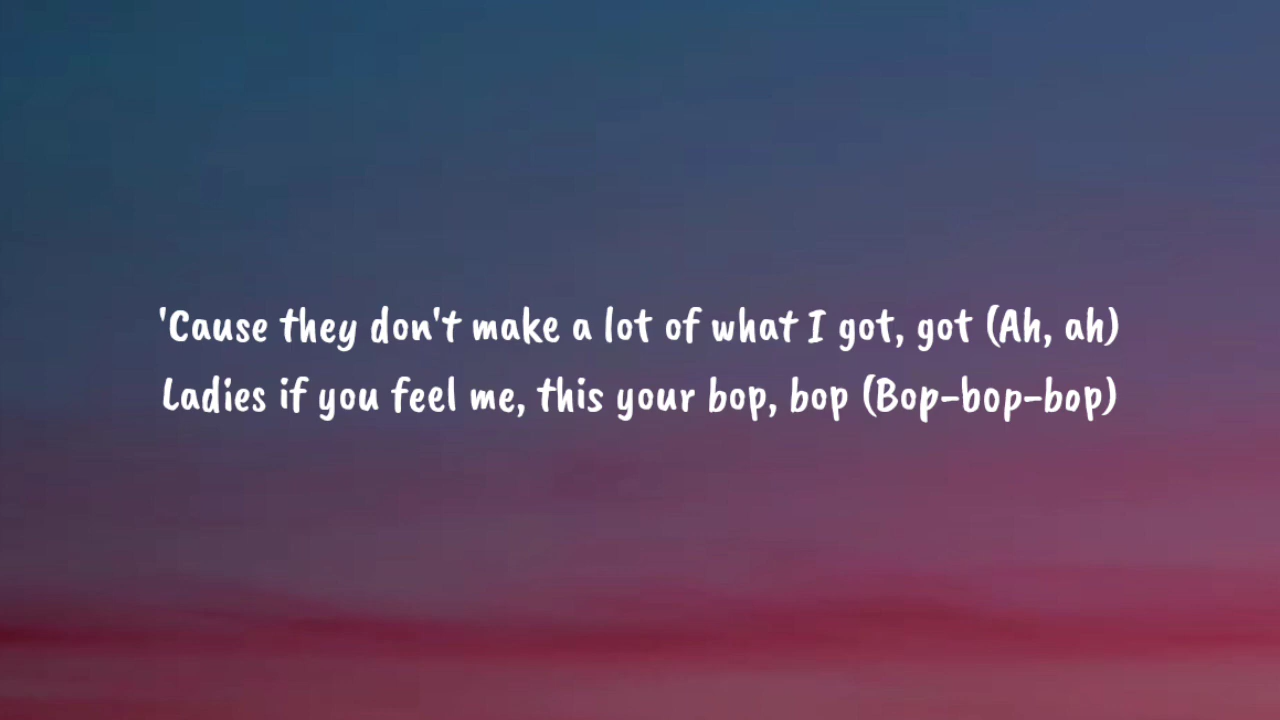 'Cause they don't make a lot of what I got, got (Ah, ah)
Ladies if you feel me, this your bop, bop (Bop-bop-bop)